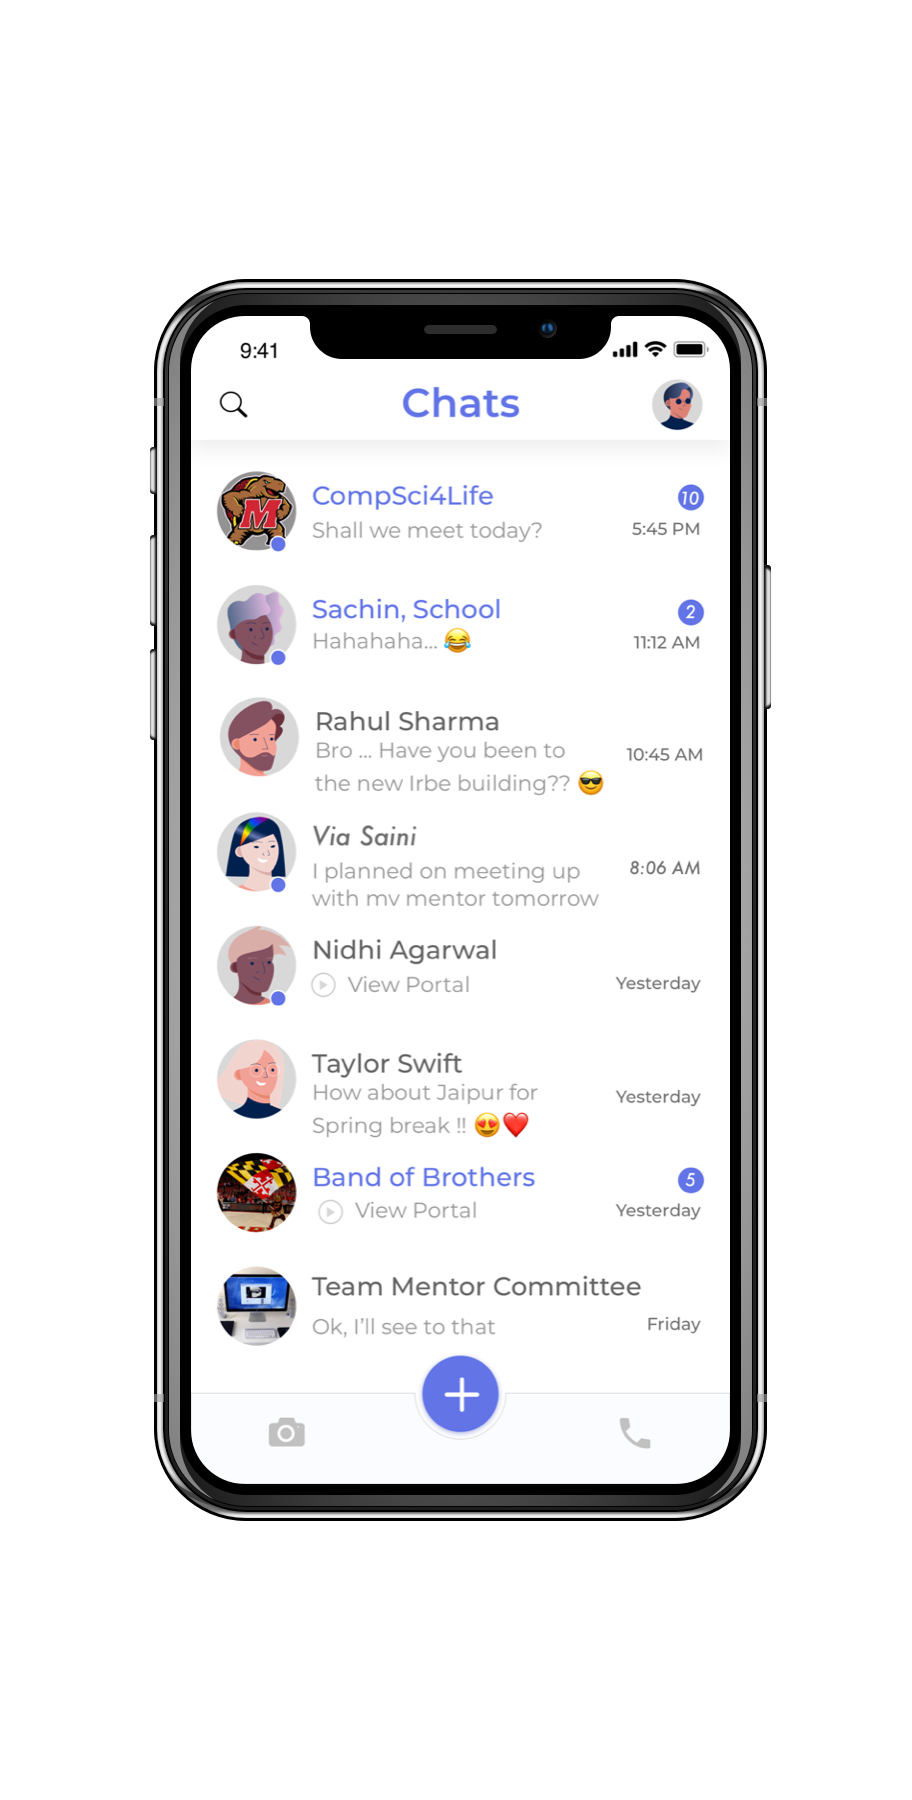 9:41
Chats
CompSci4Life
10
Shall we meet today?
5:45 PM
M
Sachin, School
2
Hahahaha... 😂
11:12 AM
Rahul Sharma
Bro ... Have you been to
10:45 AM
the new Irbe building?? 😎
Via Saini
I planned on meeting up
8:06 AM
with my mentor tomorrow
Nidhi Agarwal
View Portal
Yesterday
Taylor Swift
How about Jaipur for
Yesterday
Spring break !! 😍❤️
Band of Brothers
5
View Portal
Yesterday
Team Mentor Committee
Ok, I'll see to that
Friday